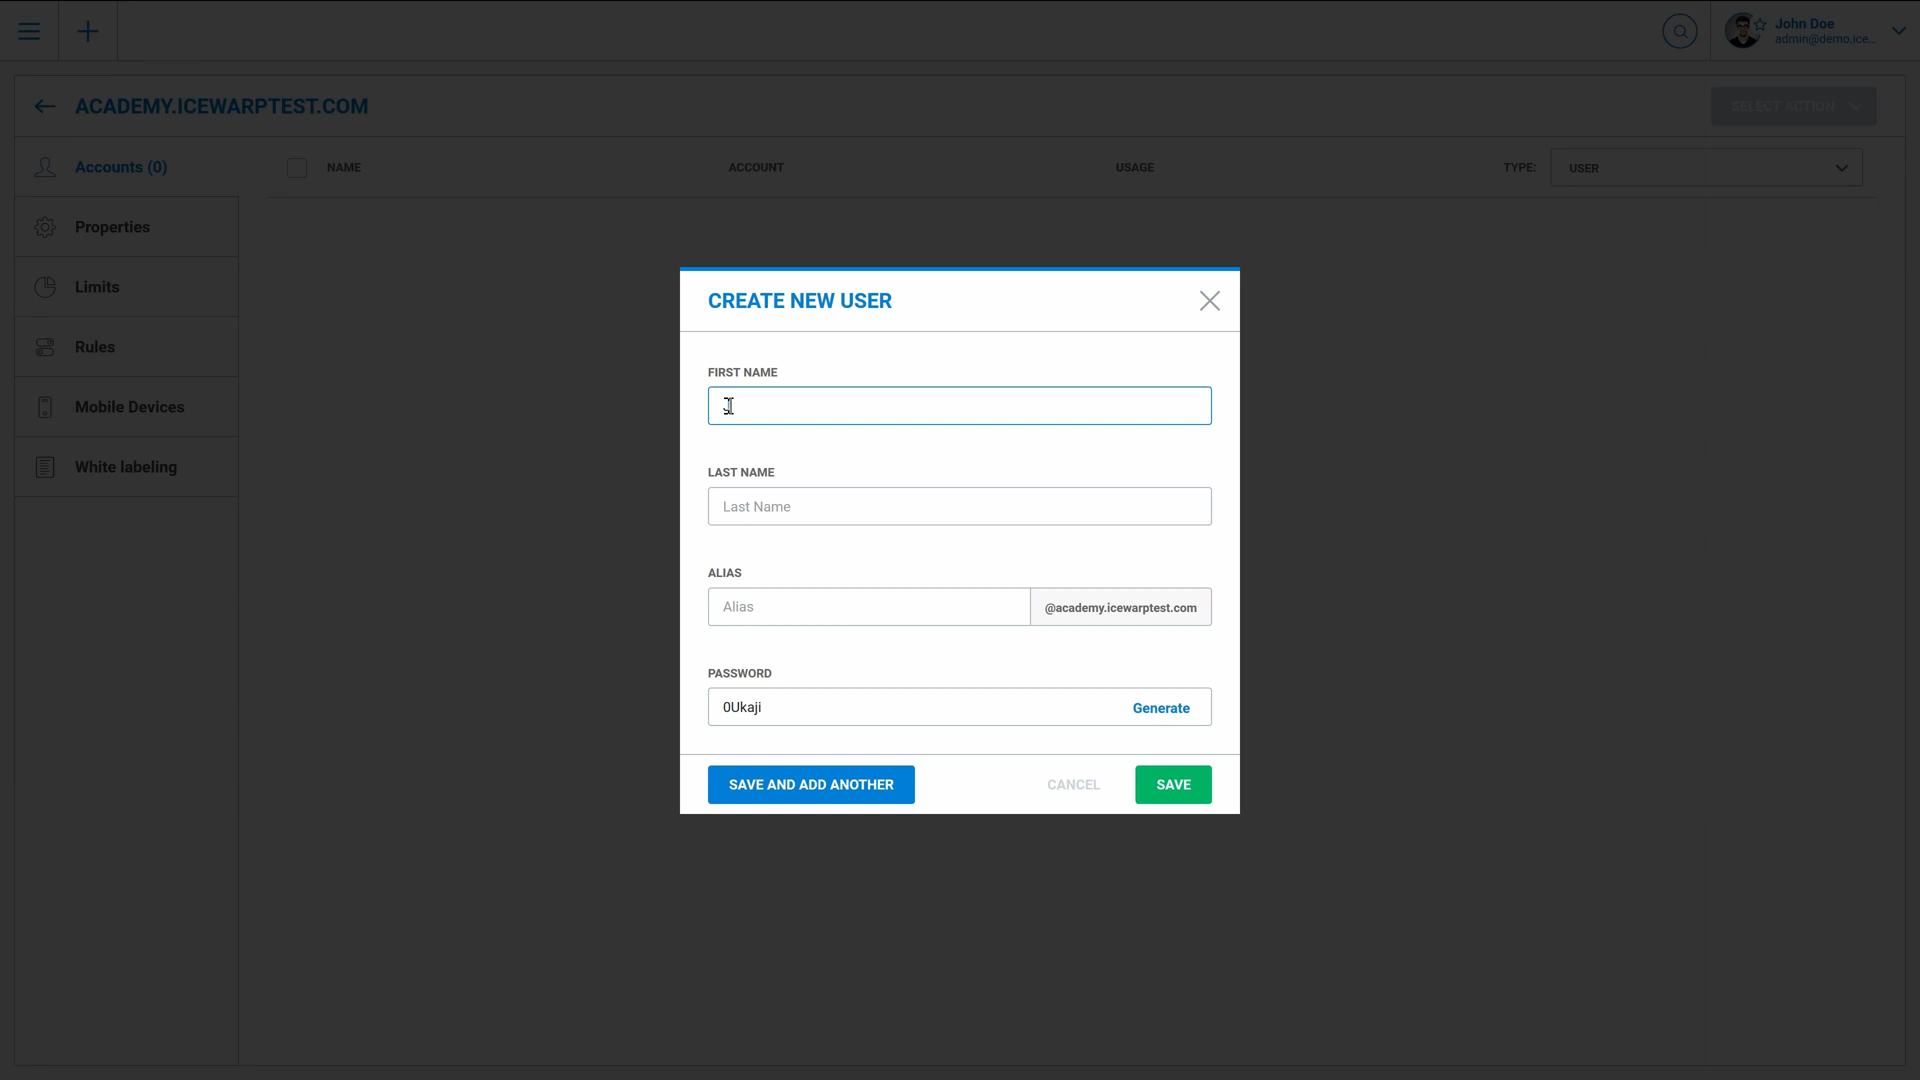 John Doe
admin@demo.ice...
ACADEMY.ICEWARPTEST.COM
SELECT ACTION
Accounts (0)
NAME
ACCOUNT
USAGE
TYPE:
USER
Properties
Limits
Rules
Mobile Devices
White labeling
CREATE NEW USER
FIRST NAME
LAST NAME
Last Name
ALIAS
Alias
@academy.icewarptest.com
PASSWORD
0Ukaji
Generate
SAVE AND ADD ANOTHER
CANCEL
SAVE